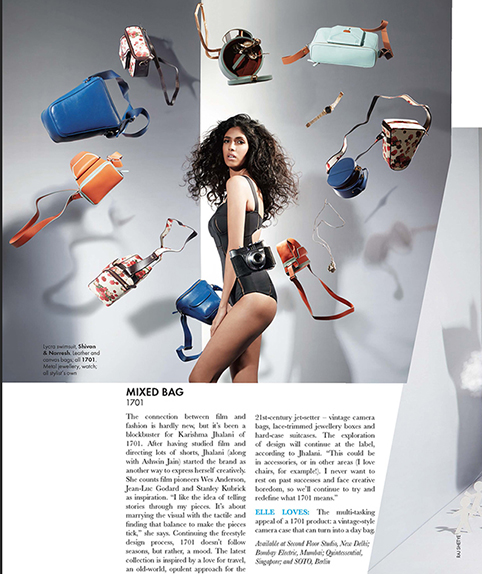 Lycra swimsuit, Shivan
& Narresh. Leather and
canvas bags; all 1701.
Metal jewellery; watch;
all stylist's own
MIXED BAG
1701
The connection between film and
fashion is hardly new, but it's been a
blockbuster for Karishma Jhalani of
1701. After having studied film and
directing lots of shorts, Jhalani (along
with Ashwin Jain) started the brand as
another way to express herself creatively.
She counts film pioneers Wes Anderson,
Jean-Luc Godard and Stanley Kubrick
as inspiration. "I like the idea of telling
stories through my pieces. It's about
marrying the visual with the tactile and
finding that balance to make the pieces
tick," she says. Continuing the freestyle
design process, 1701 doesn't follow
seasons, but rather, a mood. The latest
collection is inspired by a love for travel,
an old-world, opulent approach for the
21st-century jet-setter – vintage camera
bags, lace-trimmed jewellery boxes and
hard-case suitcases. The exploration
of design will continue at the label,
according to Jhalani. "This could be
in accessories, or in other areas (I love
chairs, for example!). I never want to
rest on past successes and face creative
boredom, so we'll continue to try and
redefine what 1701 means."
ELLE LOVES: The multi-tasking
appeal of a 1701 product: a vintage-style
camera case that can turn into a day bag.
Available at Second Floor Studio, New Delhi;
Bombay Electric, Mumbai; Quintessential,
Singapore; and SOTO, Berlin